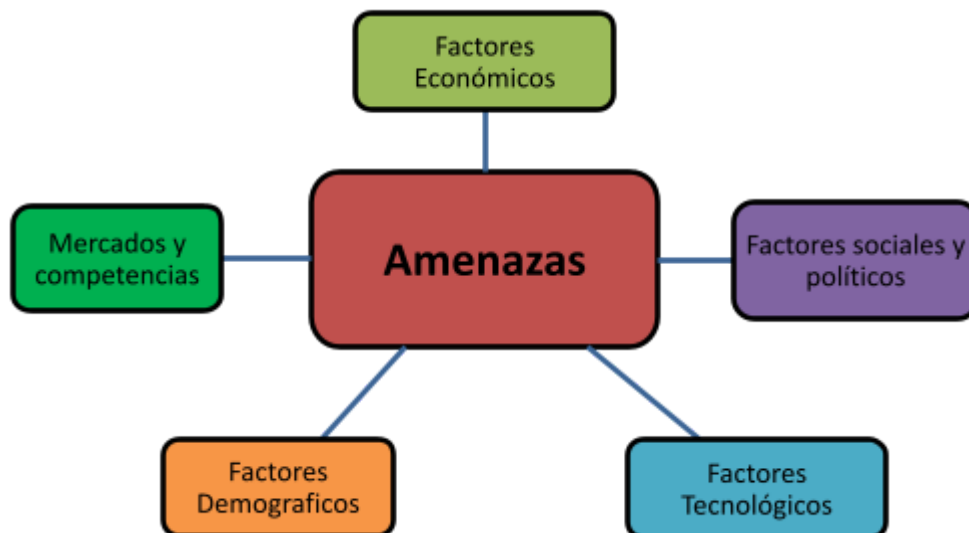 Factores
Económicos
Mercados y
competencias
Amenazas
Factores sociales y
políticos
Factores
Demograficos
Factores
Tecnológicos